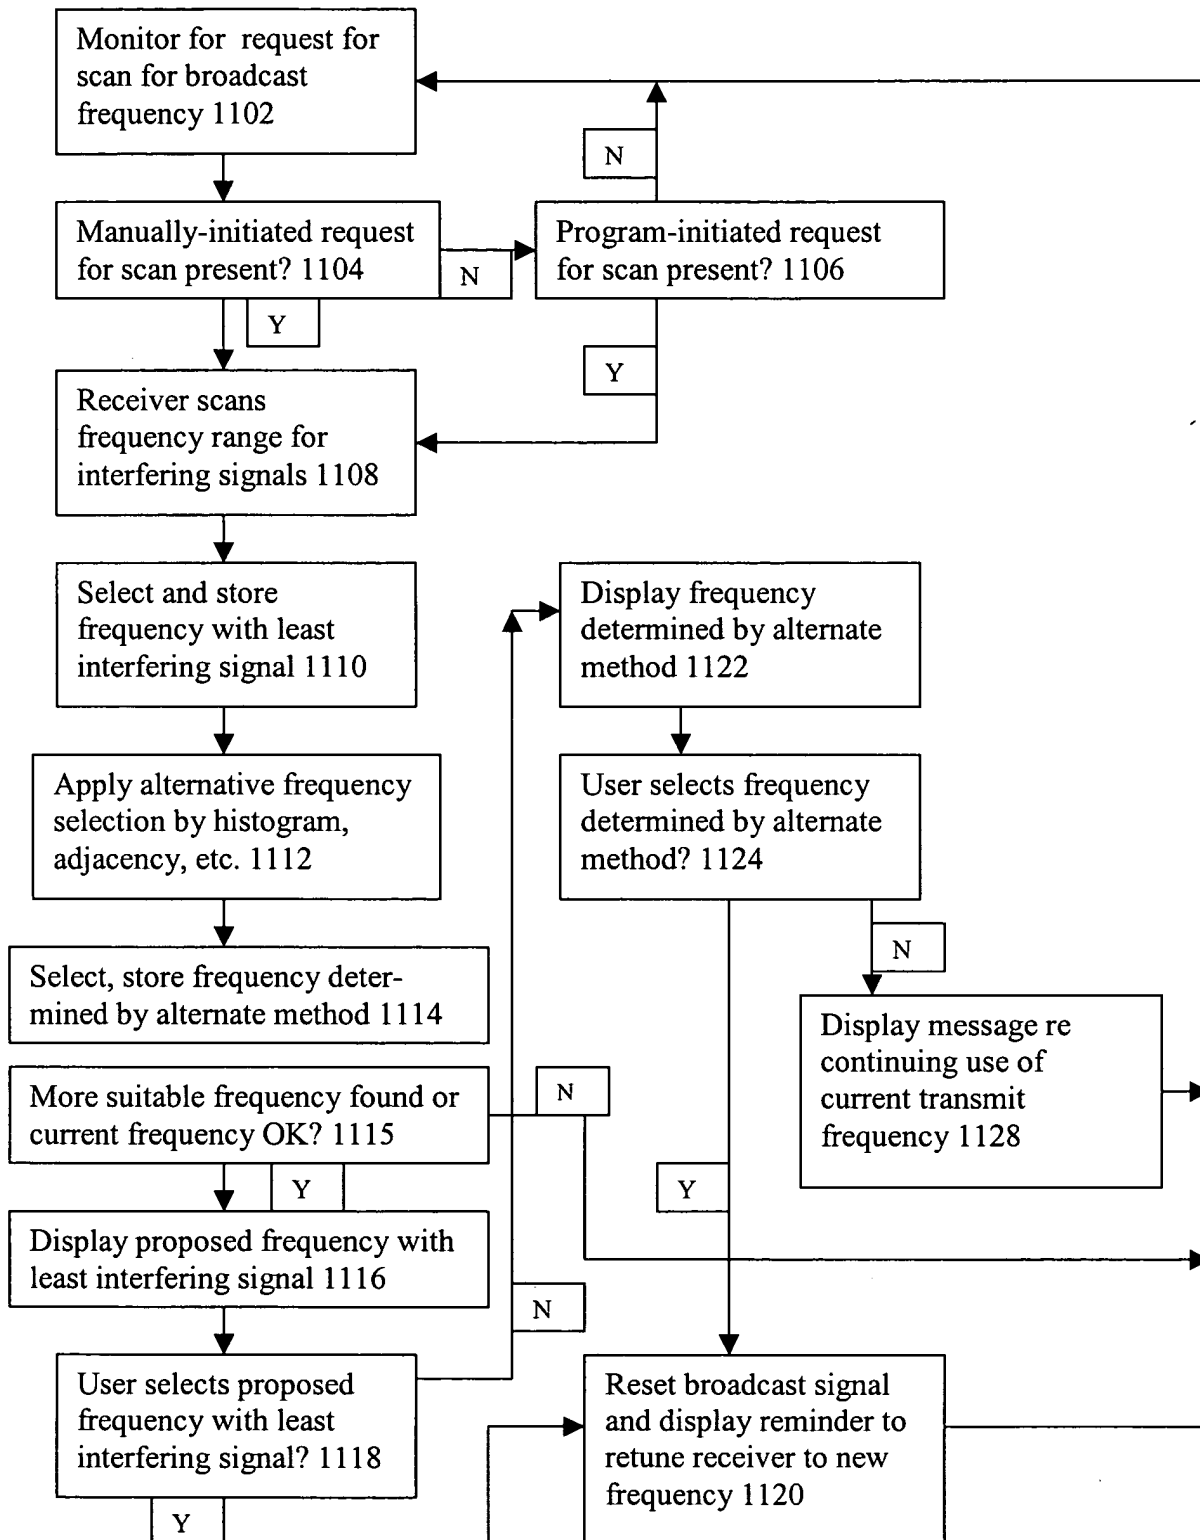 Monitor for request for
scan for broadcast
frequency 1102
N
Manually-initiated request
for scan present? 1104
N
Program-initiated request
for scan present? 1106
Y
Y
Receiver scans
frequency range for
interfering signals 1108
Select and store
frequency with least
interfering signal 1110
Display frequency
determined by alternate
method 1122
Apply alternative frequency
selection by histogram,
adjacency, etc. 1112
User selects frequency
determined by alternate
method? 1124
N
Select, store frequency deter-
mined by alternate method 1114
Display message re
continuing use of
current transmit
frequency 1128
More suitable frequency found or
current frequency OK? 1115
N
Y
Y
Display proposed frequency with
least interfering signal 1116
N
User selects proposed
frequency with least
interfering signal? 1118
Y
Reset broadcast signal
and display reminder to
retune receiver to new
frequency 1120